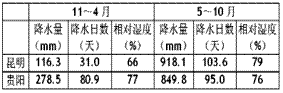 11~4月 5~10月
降水量 降水日数 相对湿度 降水量 降水日数 相对湿度
(mm) (天) (%) (mm) (天) (%)
昆明 116.3 31.0 66 918.1 103.6 79
贵阳 278.5 80.9 77 849.8 95.0 76